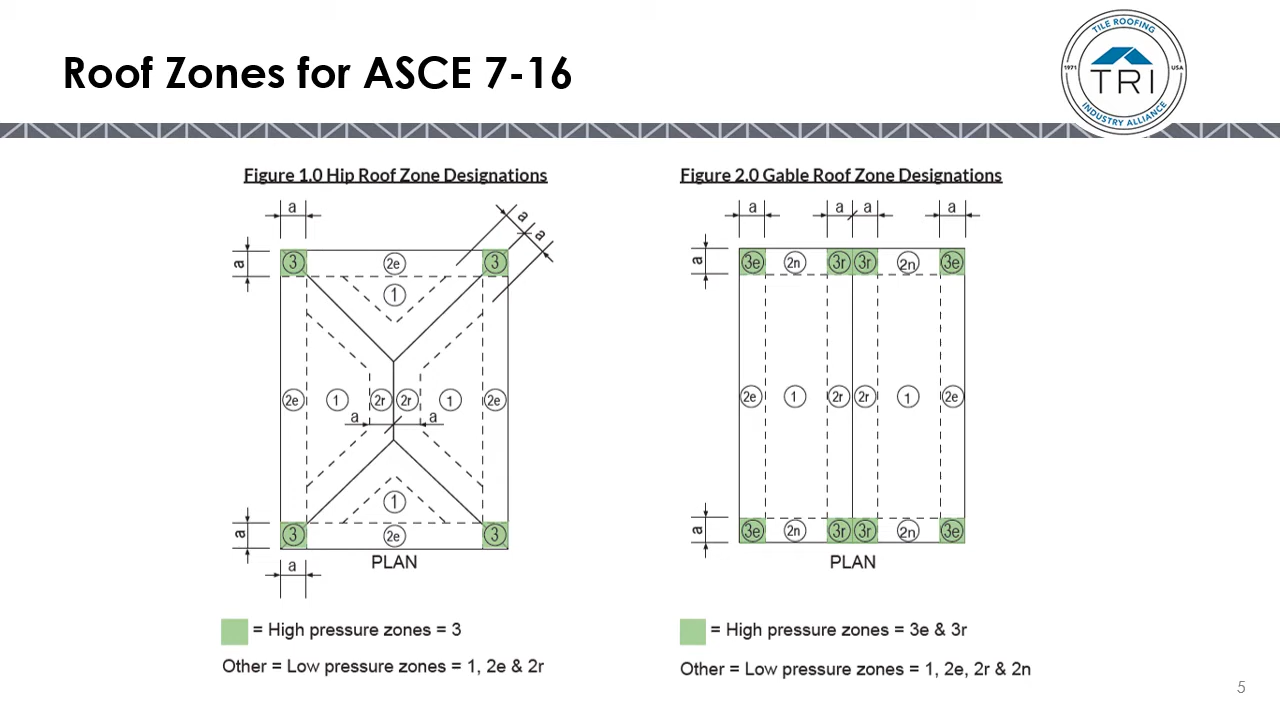 Roof Zones for ASCE 7-16
TILE ROOFING
1971 TRI USA
INDUSTRY ALLIANCE
Figure 1.0 Hip Roof Zone Designations
a
a a
a 3 2e 3
1
2e 1 2r 2r 1 2e
a a
1
a 3 2e 3
PLAN
a
= High pressure zones = 3
Other = Low pressure zones = 1, 2e & 2r
Figure 2.0 Gable Roof Zone Designations
a a a a
a 3e 2n 3r 3r 2n 3e
2e 1 2r 2r 1 2e
a 3e 2n 3r 3r 2n 3e
PLAN
= High pressure zones = 3e & 3r
Other = Low pressure zones = 1, 2e, 2r & 2n
5